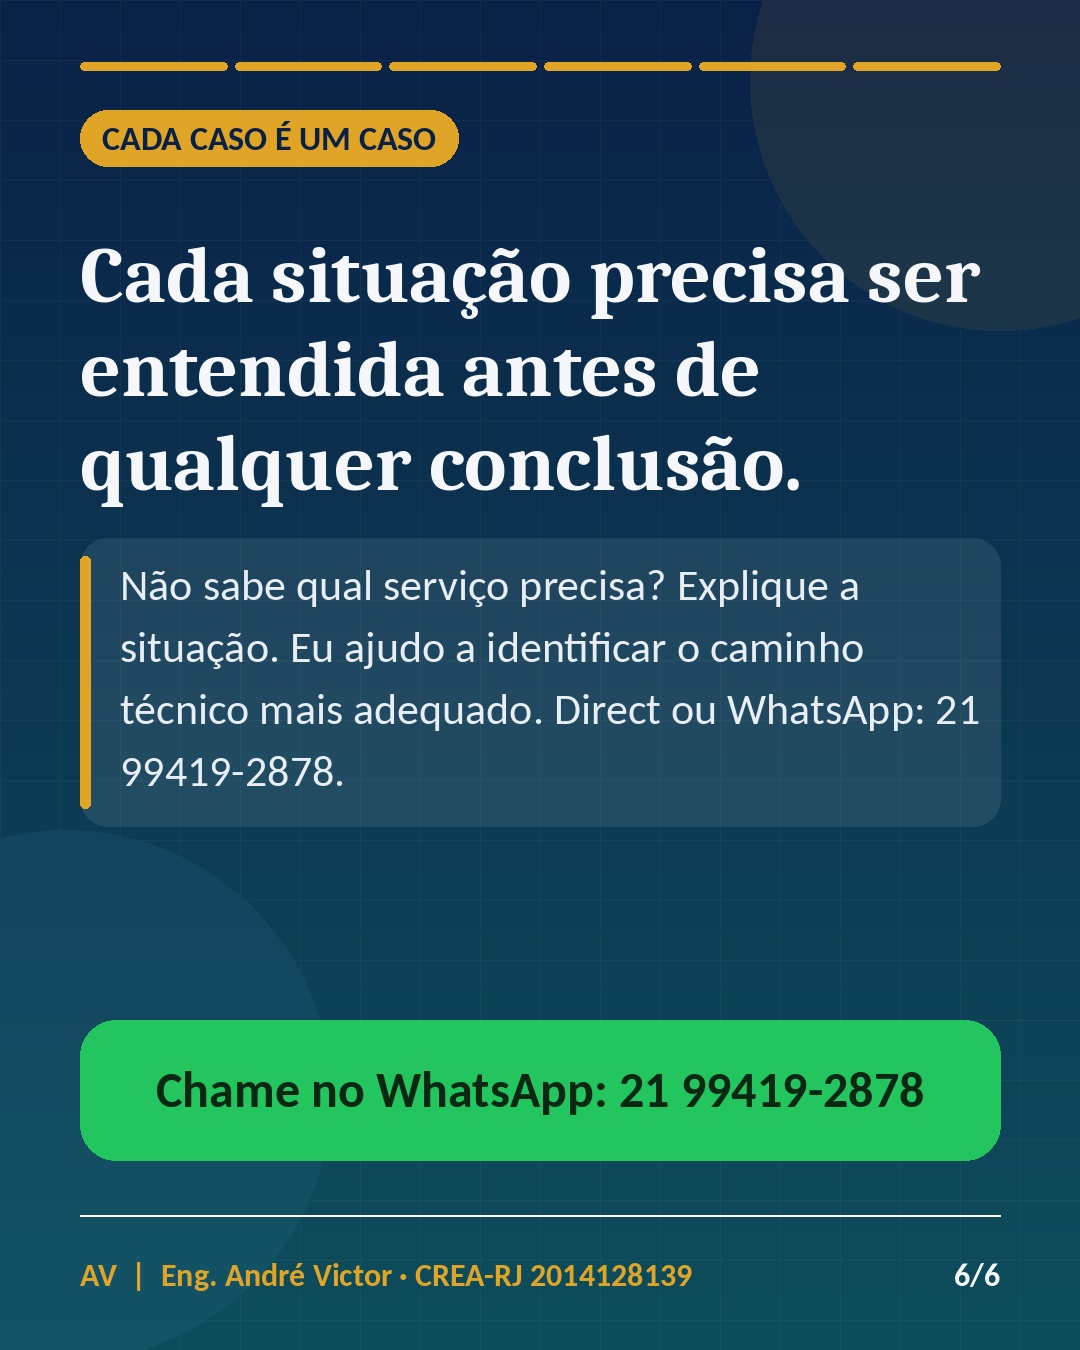 CADA CASO É UM CASO
Cada situação precisa ser
entendida antes de
qualquer conclusão.
Não sabe qual serviço precisa? Explique a
situação. Eu ajudo a identificar o caminho
técnico mais adequado. Direct ou WhatsApp: 21
99419-2878.
Chame no WhatsApp: 21 99419-2878
AV | Eng. André Victor · CREA-RJ 2014128139
6/6